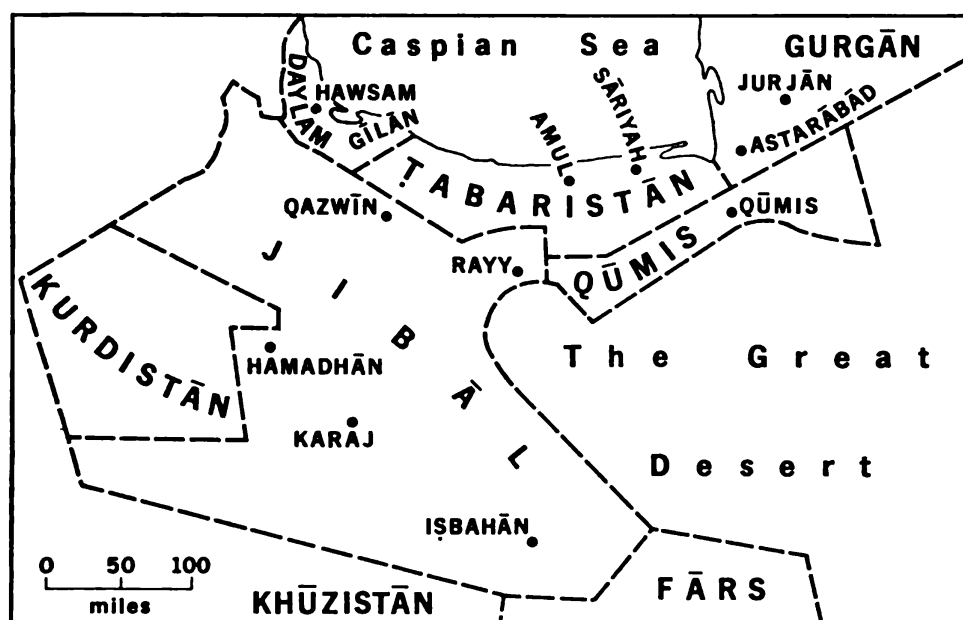 Caspian Sea
GURGĀN
DAYLAM
HAWSAM
GĪLĀN
SĀRIYAH
JURJĀN
AMUL
ASTARĀBĀD
ṬABARISTĀN
QAZWĪN
QŪMIS
QŪMIS
RAYY
JIBĀL
KURDISTĀN
HAMADHĀN
The Great
Desert
KARAJ
IṢBAHĀN
0 50 100
miles
KHŪZISTĀN
FĀRS